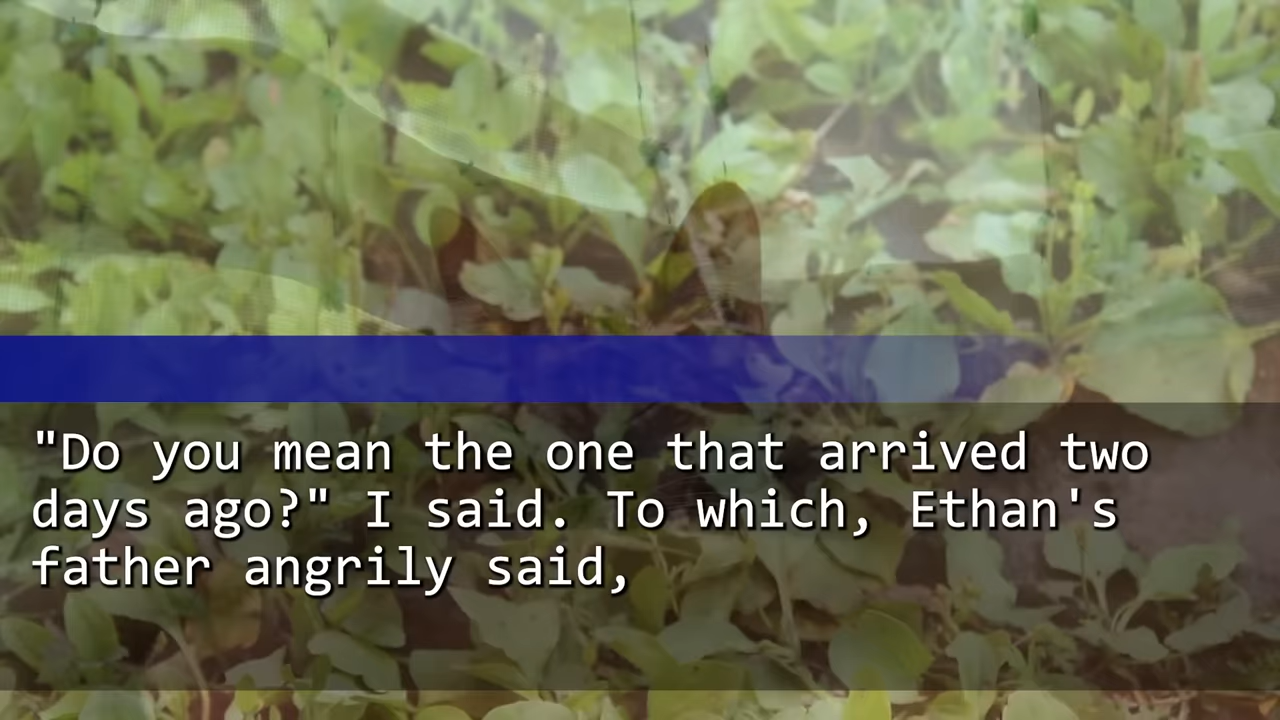 "Do you mean the one that arrived two
days ago?" I said. To which, Ethan's
father angrily said,